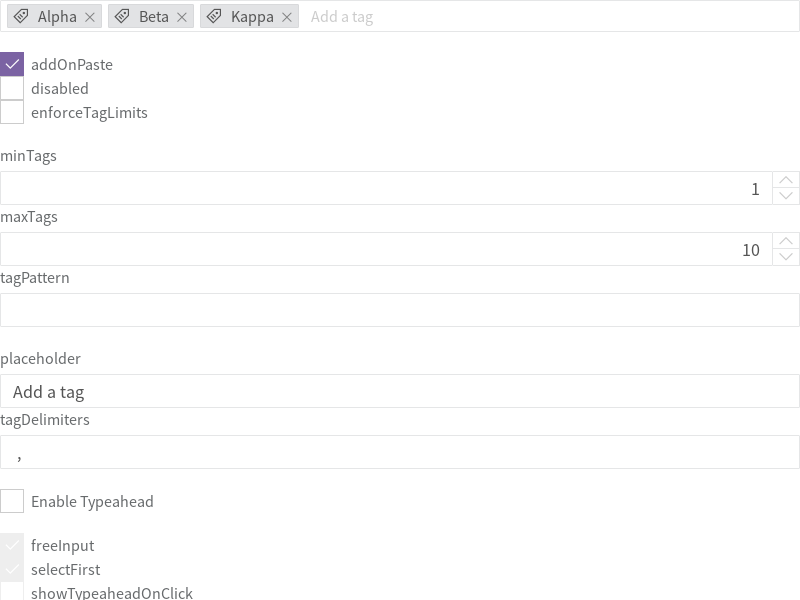 Alpha Beta Kappa Add a tag
addOnPaste
disabled
enforceTagLimits
minTags
1
maxTags
10
tagPattern
placeholder
Add a tag
tagDelimiters
,
Enable Typeahead
freeInput
selectFirst
showTypeaheadOnClick